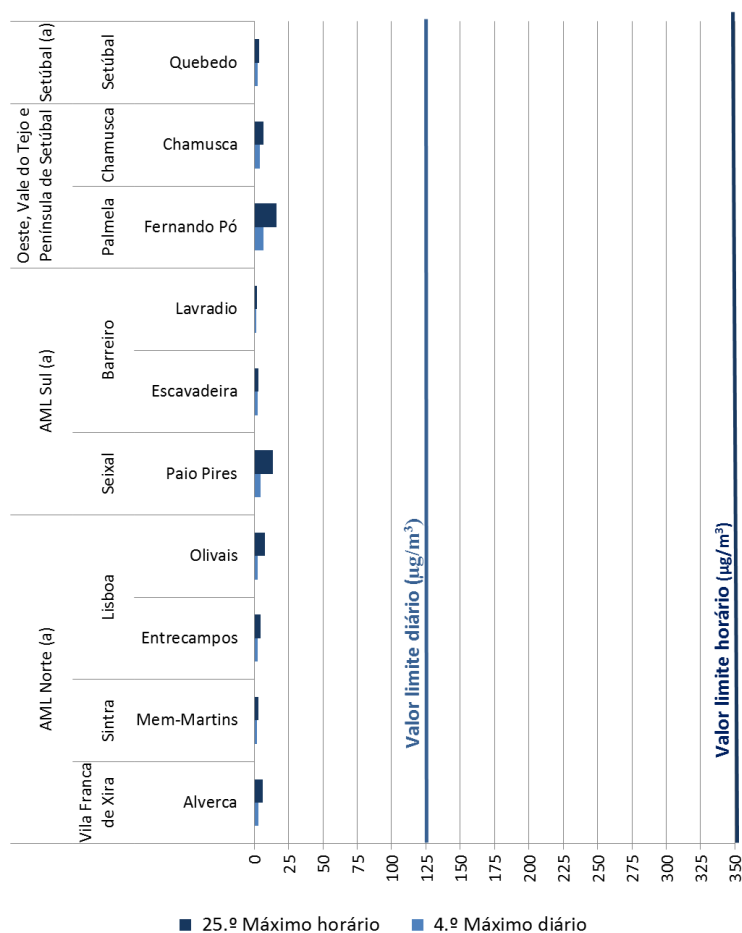 Setúbal (a)
Setúbal
Quebedo
Oeste, Vale do Tejo e
Península de Setúbal
Chamusca
Chamusca
Palmela
Fernando Pó
AML Sul (a)
Barreiro
Lavradio
Escavadeira
Seixal
Paio Pires
AML Norte (a)
Lisboa
Olivais
Entrecampos
Sintra
Mem-Martins
Vila Franca
de Xira
Alverca
Valor limite diário (µg/m³)
Valor limite horário (µg/m³)
0
25
50
75
100
125
150
175
200
225
250
275
300
325
350
25.º Máximo horário
4.º Máximo diário